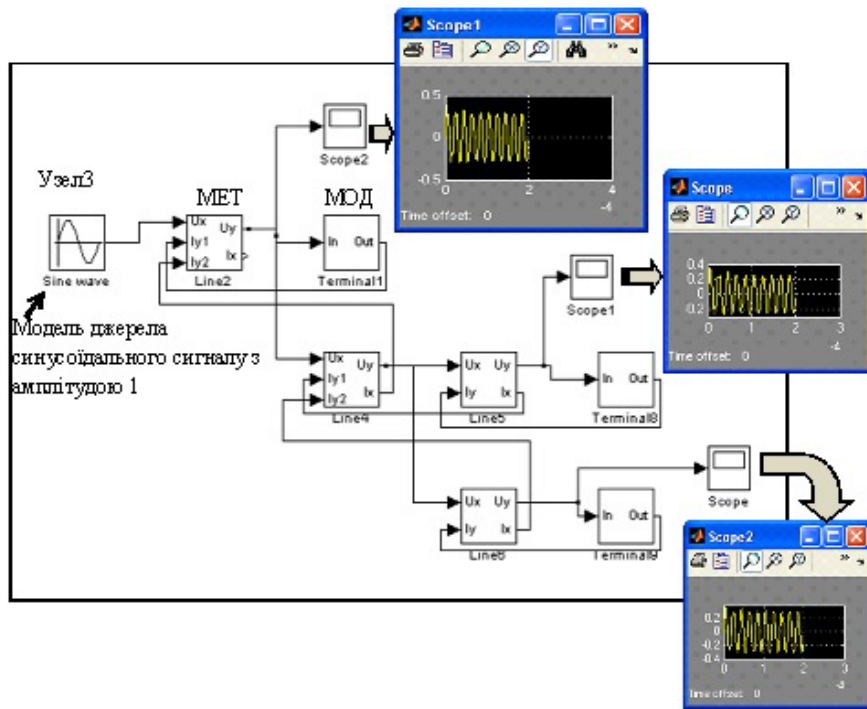 Scope1
0.5
0
-0.5
0
2
4
-4
Time offset: 0
Scope2
Узел3
МЕТ
МОД
Ux
Uy
Iy1
Ix
Iy2
Line2
In
Out
Terminal1
Sine wave
Модель джерела
синусоїдального сигналу з
амплітудою 1
Scope
0.4
0.2
0
-0.2
0
1
2
3
-4
Time offset: 0
Scope1
Ux
Uy
Iy1
Ix
Iy2
Line4
Ux
Uy
Iy
Ix
Line5
In
Out
Terminal8
Scope
Ux
Uy
Iy
Ix
Line6
In
Out
Terminal9
Scope2
0.2
0
-0.2
-0.4
0
1
2
3
-4
Time offset: 0